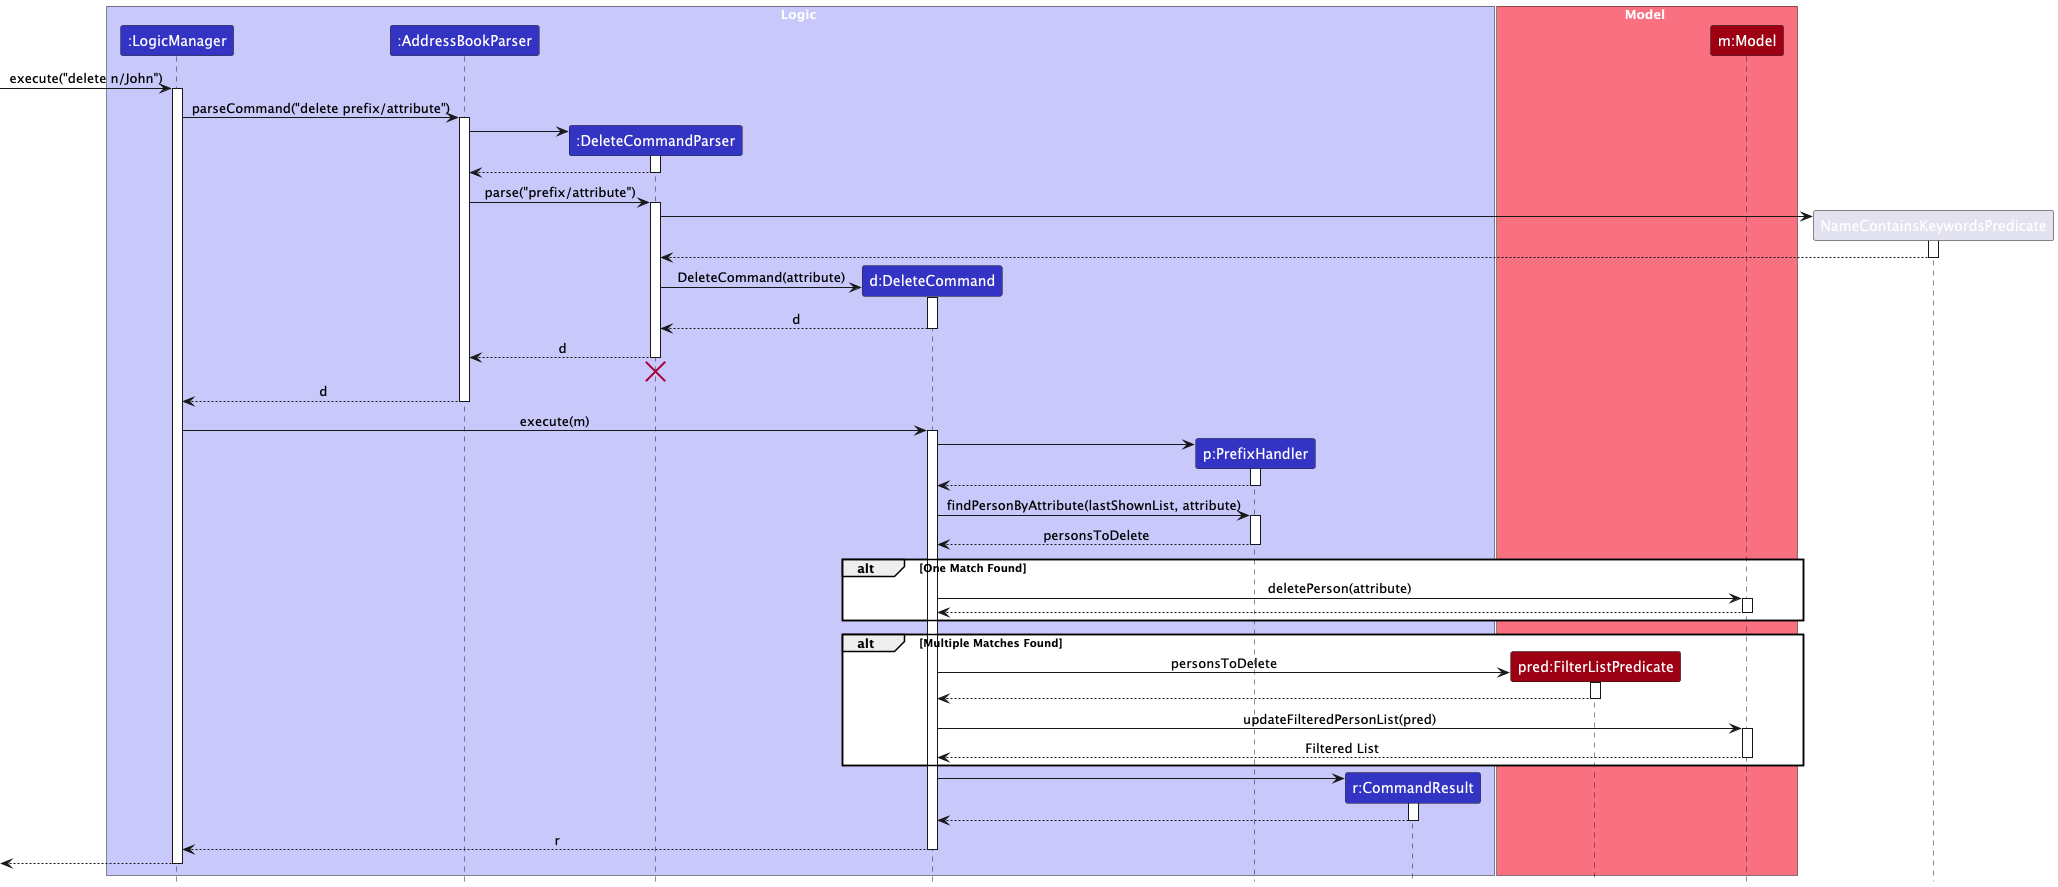 Logic
Model
:LogicManager
:AddressBookParser
m:Model
execute("delete n/John")
parseCommand("delete prefix/attribute")
:DeleteCommandParser
parse("prefix/attribute")
NameContainsKeywordsPredicate
DeleteCommand(attribute)
d:DeleteCommand
d
d
d
execute(m)
p:PrefixHandler
findPersonByAttribute(lastShownList, attribute)
personsToDelete
alt
[One Match Found]
deletePerson(attribute)
alt
[Multiple Matches Found]
personsToDelete
pred:FilterListPredicate
updateFilteredPersonList(pred)
Filtered List
r:CommandResult
r